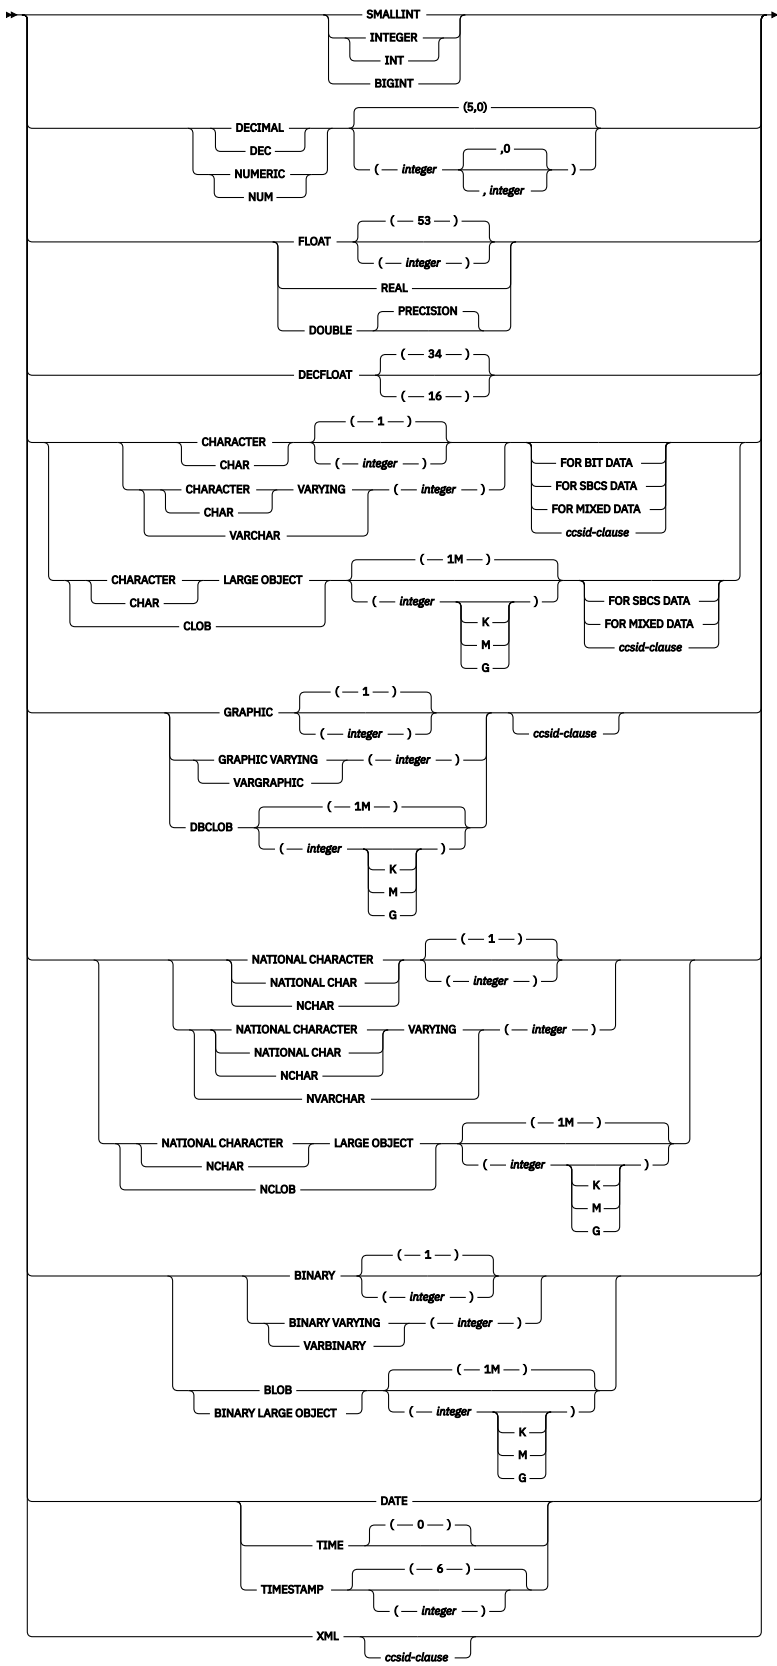 SMALLINT
INTEGER
INT
BIGINT
(5,0)
DECIMAL
DEC
,0
NUMERIC
( integer )
NUM
, integer
( 53 )
FLOAT
( integer )
REAL
PRECISION
DOUBLE
( 34 )
DECFLOAT
( 16 )
( 1 )
CHARACTER
CHAR ( integer ) FOR BIT DATA
CHARACTER VARYING ( integer ) FOR SBCS DATA
CHAR FOR MIXED DATA
VARCHAR ccsid-clause
( 1M )
CHARACTER LARGE OBJECT
CHAR ( integer ) FOR SBCS DATA
CLOB K FOR MIXED DATA
M ccsid-clause
G
( 1 )
GRAPHIC
( integer ) ccsid-clause
GRAPHIC VARYING ( integer )
VARGRAPHIC
( 1M )
DBCLOB
( integer )
K
M
G
( 1 )
NATIONAL CHARACTER
NATIONAL CHAR ( integer )
NCHAR
NATIONAL CHARACTER VARYING ( integer )
NATIONAL CHAR
NCHAR
NVARCHAR
( 1M )
NATIONAL CHARACTER LARGE OBJECT
NCHAR ( integer )
NCLOB K
M
G
( 1 )
BINARY
( integer )
BINARY VARYING ( integer )
VARBINARY
( 1M )
BLOB
BINARY LARGE OBJECT ( integer )
K
M
G
DATE
( 0 )
TIME
( 6 )
TIMESTAMP
( integer )
XML
ccsid-clause